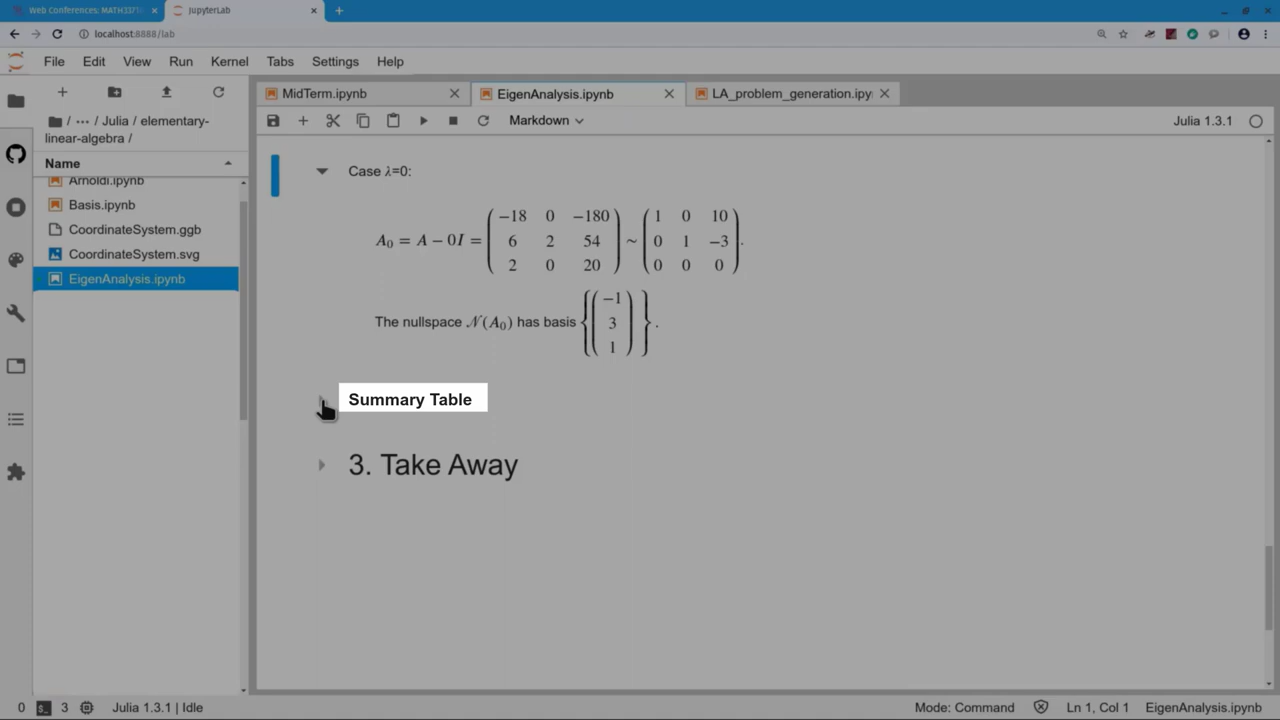 Web Conferences: MATH337
JupyterLab
localhost:8888/lab
File Edit View Run Kernel Tabs Settings Help
/ ··· / Julia / elementary-
linear-algebra /
Name
Arnoldi.ipynb
Basis.ipynb
CoordinateSystem.ggb
CoordinateSystem.svg
EigenAnalysis.ipynb
MidTerm.ipynb
EigenAnalysis.ipynb
LA_problem_generation.ipy
Markdown
Julia 1.3.1
Case λ=0:
A₀ = A − 0I = ( −18 0 −180 ; 6 2 54 ; 2 0 20 ) ~ ( 1 0 10 ; 0 1 −3 ; 0 0 0 ).
The nullspace 𝒩(A₀) has basis { ( −1 ; 3 ; 1 ) } .
Summary Table
3. Take Away
0 3 Julia 1.3.1 | Idle Mode: Command Ln 1, Col 1 EigenAnalysis.ipynb